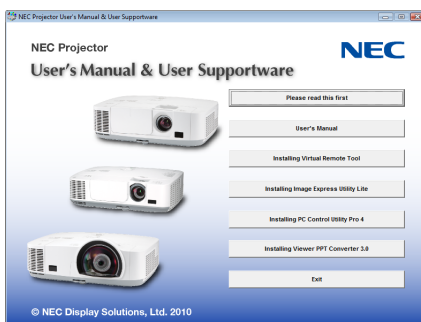 NEC Projector User's Manual & User Supportware
NEC Projector
NEC
User's Manual & User Supportware
Please read this first
User's Manual
Installing Virtual Remote Tool
Installing Image Express Utility Lite
Installing PC Control Utility Pro 4
Installing Viewer PPT Converter 3.0
Exit
© NEC Display Solutions, Ltd. 2010